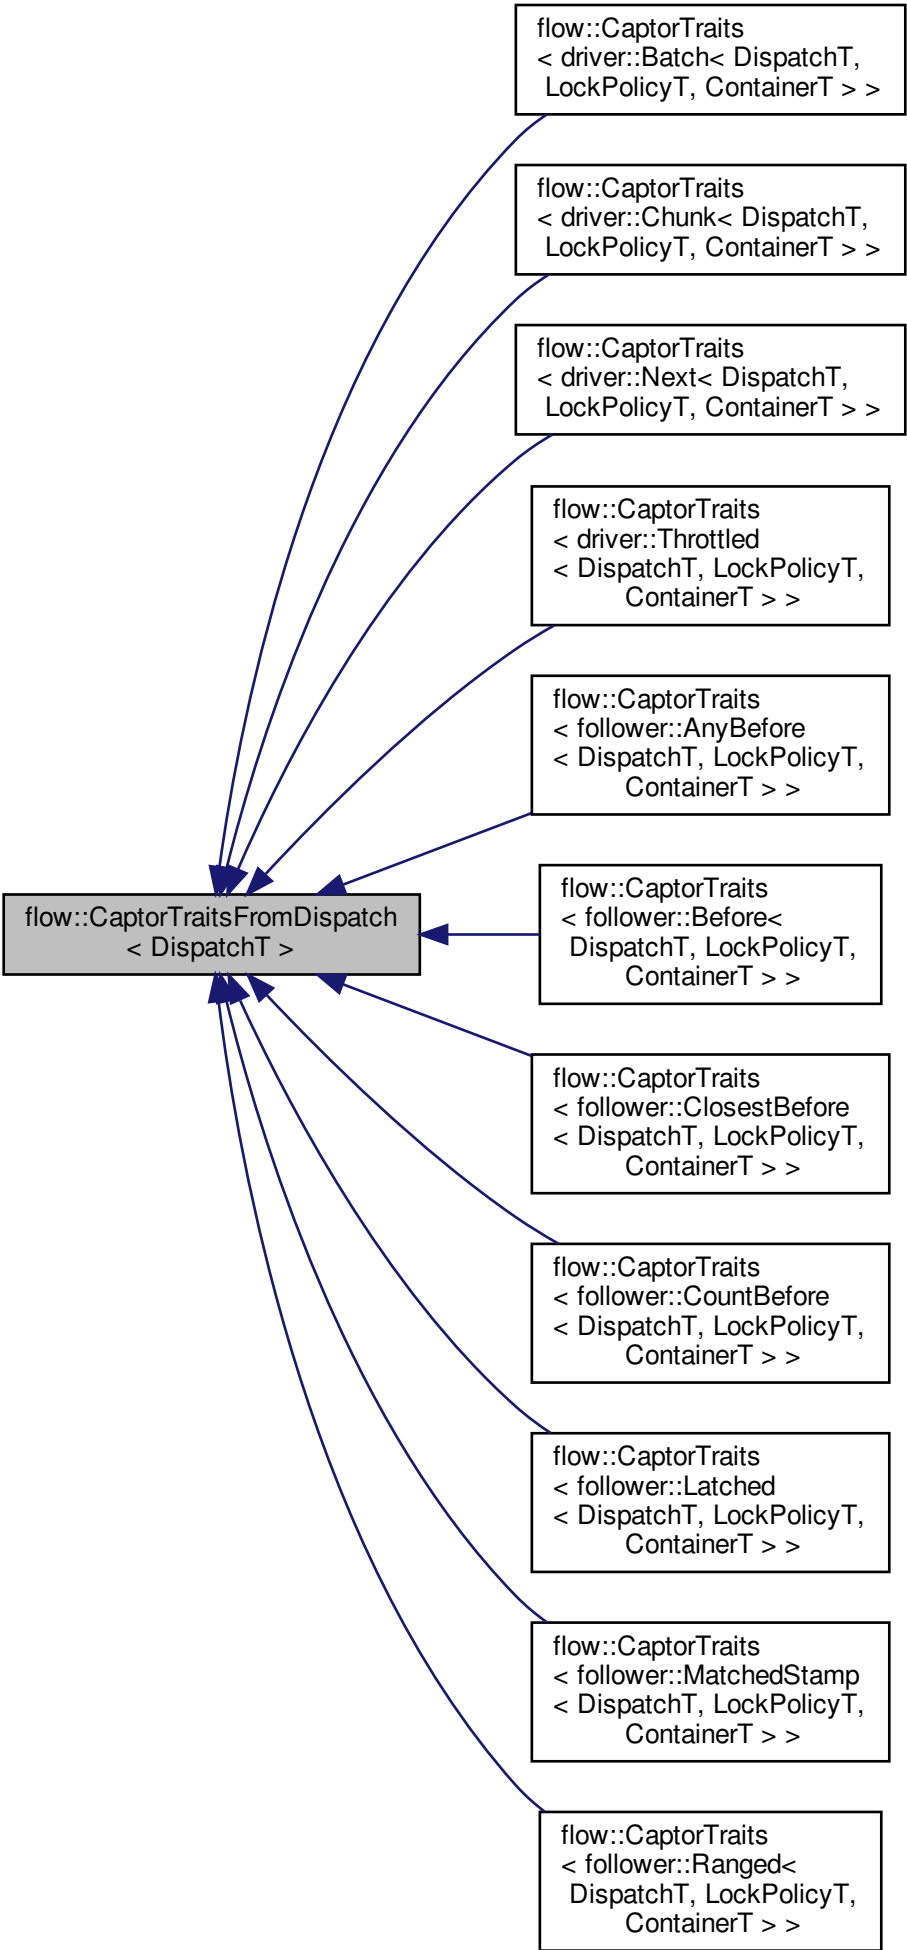 flow::CaptorTraits
< driver::Batch< DispatchT,
LockPolicyT, ContainerT > >
flow::CaptorTraits
< driver::Chunk< DispatchT,
LockPolicyT, ContainerT > >
flow::CaptorTraits
< driver::Next< DispatchT,
LockPolicyT, ContainerT > >
flow::CaptorTraits
< driver::Throttled
< DispatchT, LockPolicyT,
ContainerT > >
flow::CaptorTraits
< follower::AnyBefore
< DispatchT, LockPolicyT,
ContainerT > >
flow::CaptorTraitsFromDispatch
< DispatchT >
flow::CaptorTraits
< follower::Before<
DispatchT, LockPolicyT,
ContainerT > >
flow::CaptorTraits
< follower::ClosestBefore
< DispatchT, LockPolicyT,
ContainerT > >
flow::CaptorTraits
< follower::CountBefore
< DispatchT, LockPolicyT,
ContainerT > >
flow::CaptorTraits
< follower::Latched
< DispatchT, LockPolicyT,
ContainerT > >
flow::CaptorTraits
< follower::MatchedStamp
< DispatchT, LockPolicyT,
ContainerT > >
flow::CaptorTraits
< follower::Ranged<
DispatchT, LockPolicyT,
ContainerT > >